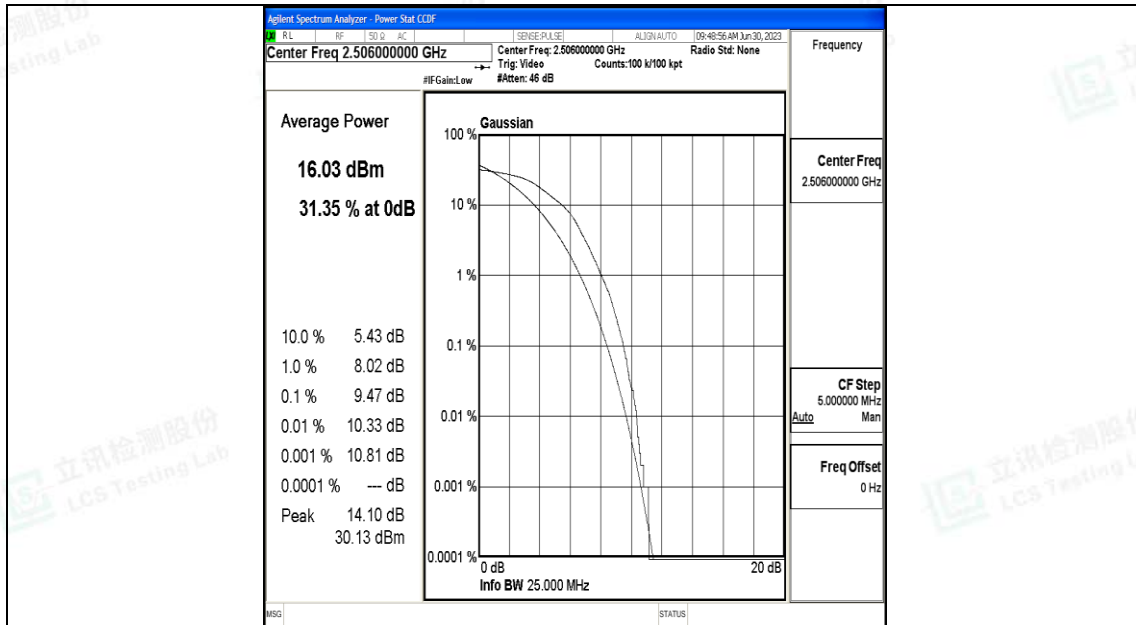 Agilent Spectrum Analyzer - Power Stat CCDF
LXI RL RF 50 Ω AC SENSE:PULSE ALIGNAUTO 09:48:56 AM Jun 30, 2023
Center Freq 2.506000000 GHz
Center Freq: 2.506000000 GHz Radio Std: None
Trig: Video Counts:100 k/100 kpt
#IFGain:Low #Atten: 46 dB
Frequency
Average Power
16.03 dBm
31.35 % at 0dB
10.0 % 5.43 dB
1.0 % 8.02 dB
0.1 % 9.47 dB
0.01 % 10.33 dB
0.001 % 10.81 dB
0.0001 % --- dB
Peak 14.10 dB
30.13 dBm
Gaussian
100 %
10 %
1 %
0.1 %
0.01 %
0.001 %
0.0001 %
0 dB 20 dB
Info BW 25.000 MHz
Center Freq
2.506000000 GHz
CF Step
5.000000 MHz
Auto Man
Freq Offset
0 Hz
MSG STATUS
立讯检测股份
LCS Testing Lab